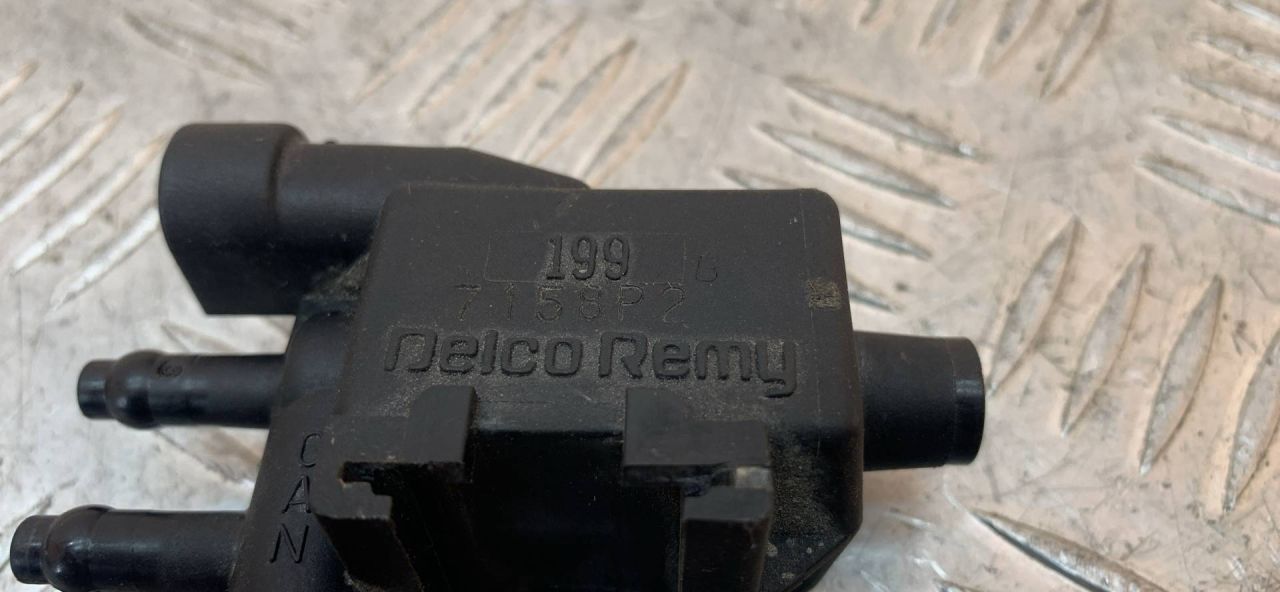 199 G
7158P2
Delco Remy
CAN